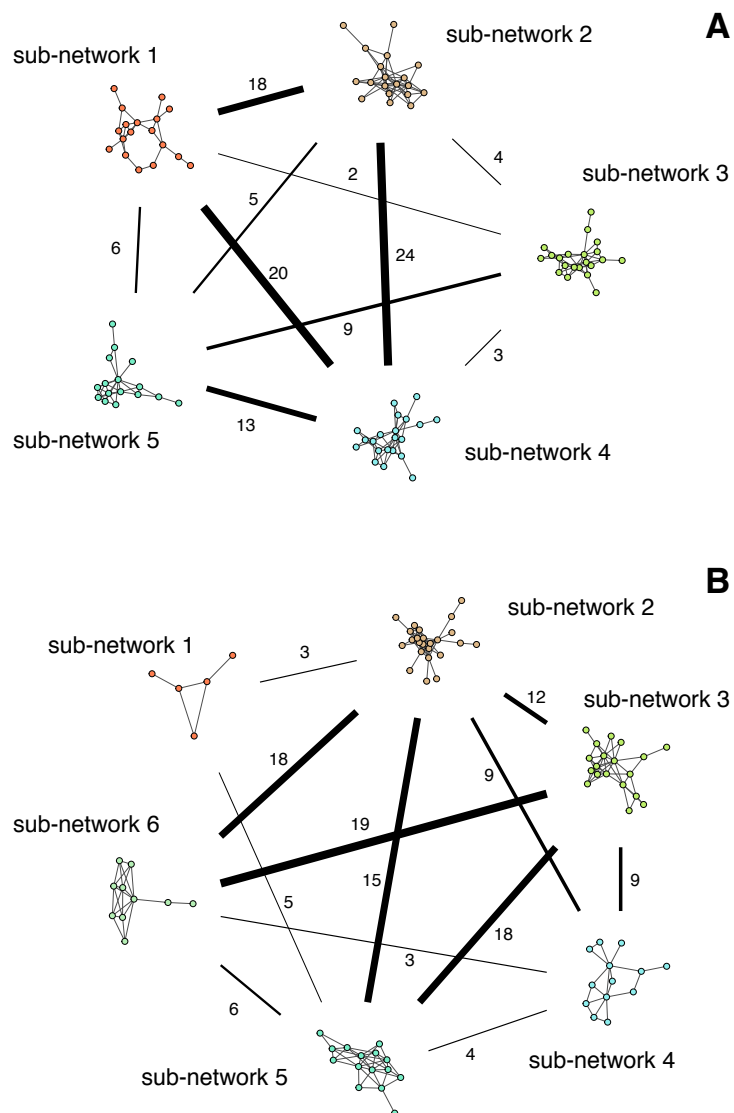 A
sub-network 2
sub-network 1
18
4
2
sub-network 3
5
6
24
20
9
3
13
sub-network 5
sub-network 4
B
sub-network 2
sub-network 1
3
12
sub-network 3
18
9
sub-network 6
19
15
9
5
18
3
6
4
sub-network 4
sub-network 5